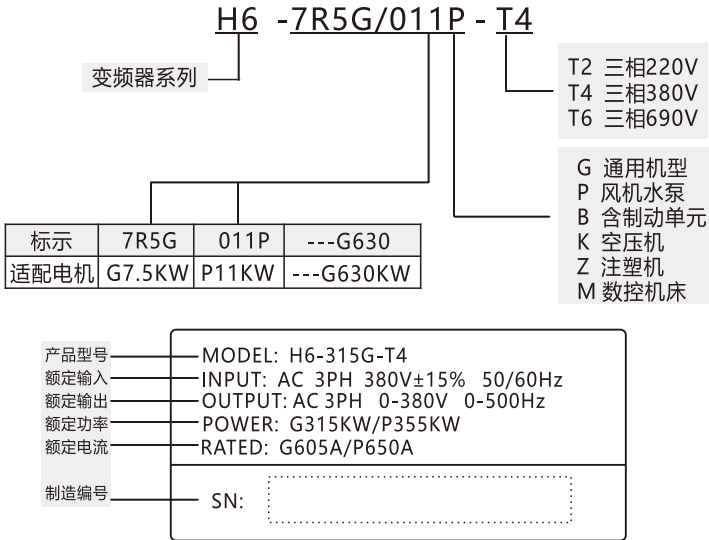 H6 -7R5G/011P - T4
变频器系列
T2 三相220V
T4 三相380V
T6 三相690V
G 通用机型
P 风机水泵
B 含制动单元
K 空压机
Z 注塑机
M 数控机床
标示 7R5G 011P ---G630
适配电机 G7.5KW P11KW ---G630KW
产品型号 MODEL: H6-315G-T4
额定输入 INPUT: AC 3PH 380V±15% 50/60Hz
额定输出 OUTPUT: AC 3PH 0-380V 0-500Hz
额定功率 POWER: G315KW/P355KW
额定电流 RATED: G605A/P650A
制造编号 SN: